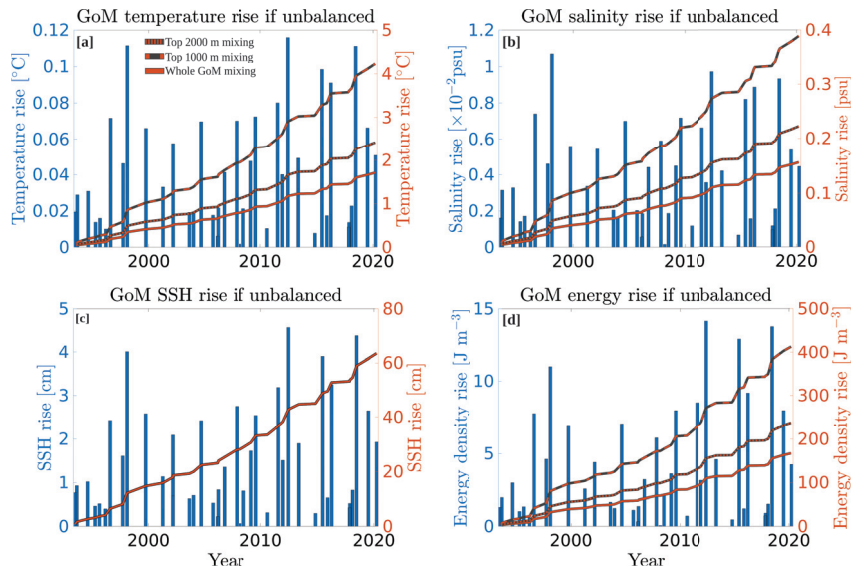 GoM temperature rise if unbalanced
[a]
Top 2000 m mixing
Top 1000 m mixing
Whole GoM mixing
0.12
0.1
0.08
0.06
0.04
0.02
0
Temperature rise [°C]
5
4
3
2
1
0
Temperature rise [°C]
2000
2010
2020
GoM salinity rise if unbalanced
[b]
1.2
1
0.8
0.6
0.4
0.2
0
Salinity rise [×10⁻² psu]
0.4
0.3
0.2
0.1
0
Salinity rise [psu]
2000
2010
2020
GoM SSH rise if unbalanced
[c]
5
4
3
2
1
0
SSH rise [cm]
80
60
40
20
0
SSH rise [cm]
2000
2010
2020
Year
GoM energy rise if unbalanced
[d]
15
10
5
0
Energy density rise [J m⁻³]
500
400
300
200
100
0
Energy density rise [J m⁻³]
2000
2010
2020
Year